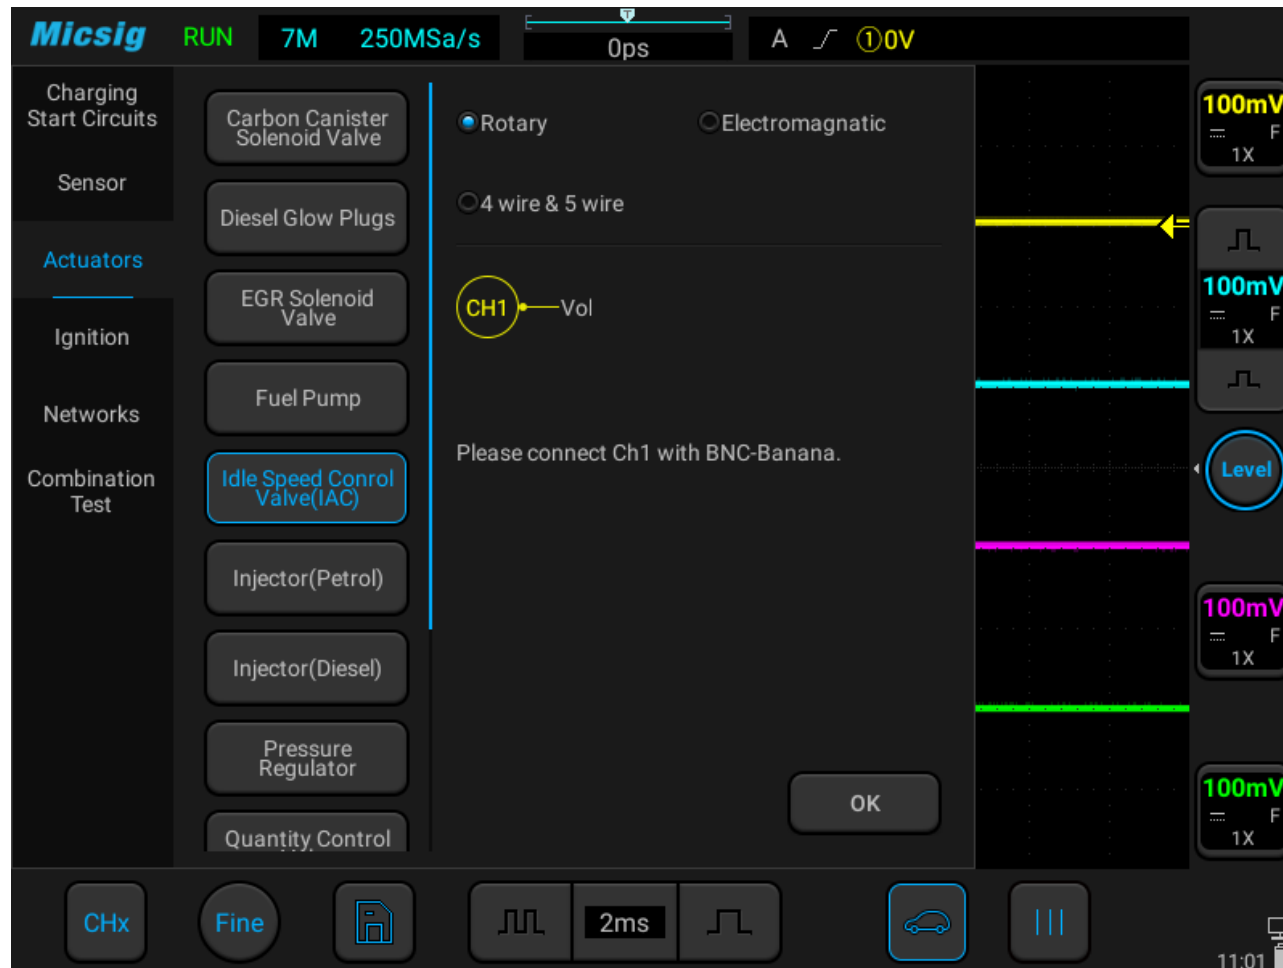 Micsig RUN 7M 250MSa/s T 0ps A ①0V
Charging
Start Circuits
Sensor
Actuators
Ignition
Networks
Combination
Test
Carbon Canister
Solenoid Valve
Diesel Glow Plugs
EGR Solenoid
Valve
Fuel Pump
Idle Speed Conrol
Valve(IAC)
Injector(Petrol)
Injector(Diesel)
Pressure
Regulator
Quantity Control
Rotary
Electromagnetic
4 wire & 5 wire
CH1 Vol
Please connect Ch1 with BNC-Banana.
OK
100mV
F
1X
100mV
F
1X
Level
100mV
F
1X
100mV
F
1X
CHx
Fine
2ms
11:01